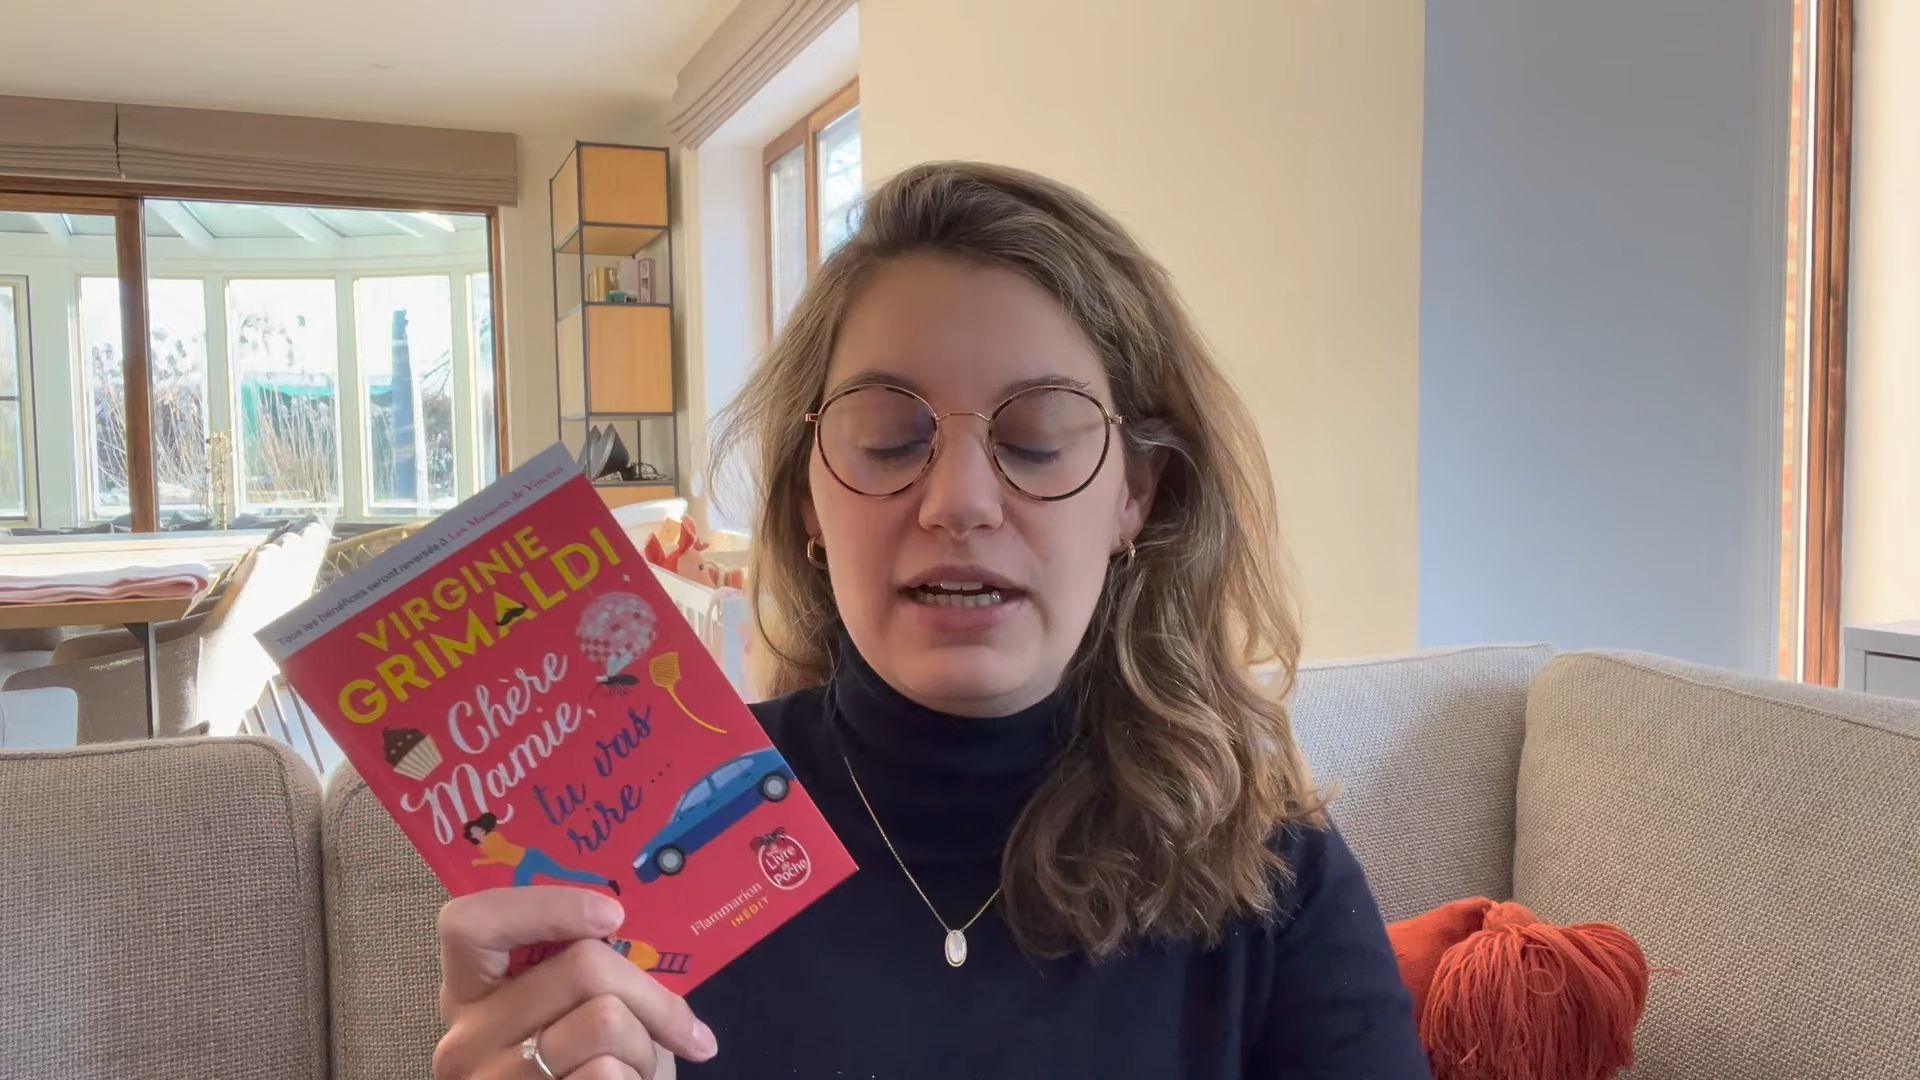 Tous les bénéfices seront reversés à Les Maisons de Vincent
VIRGINIE
GRIMALDI
Chère
Mamie,
tu vas
rire...
Le Livre de Poche
Flammarion
INÉDIT